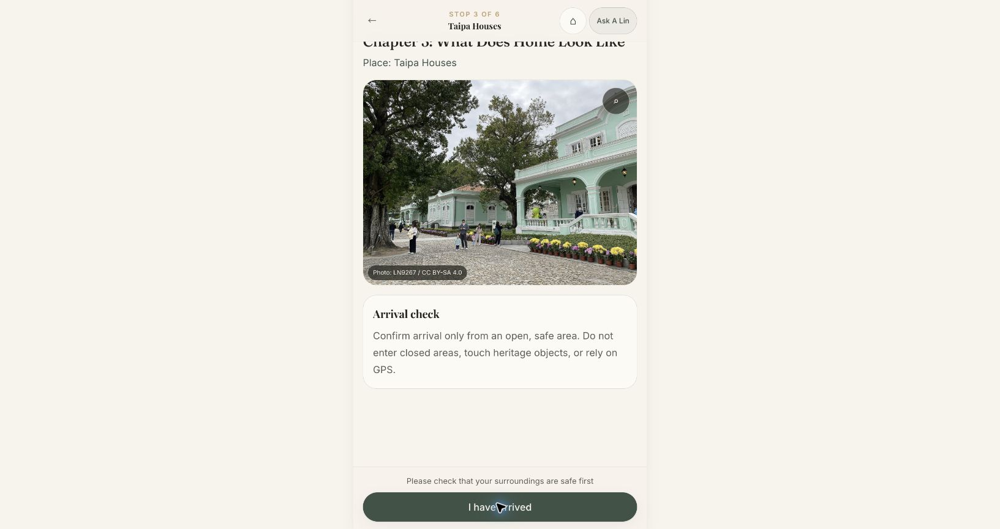 STOP 3 OF 6
Taipa Houses
Ask A Lin
Chapter 3: What Does Home Look Like
Place: Taipa Houses
Photo: LN9267 / CC BY-SA 4.0
Arrival check
Confirm arrival only from an open, safe area. Do not
enter closed areas, touch heritage objects, or rely on
GPS.
Please check that your surroundings are safe first
I have arrived